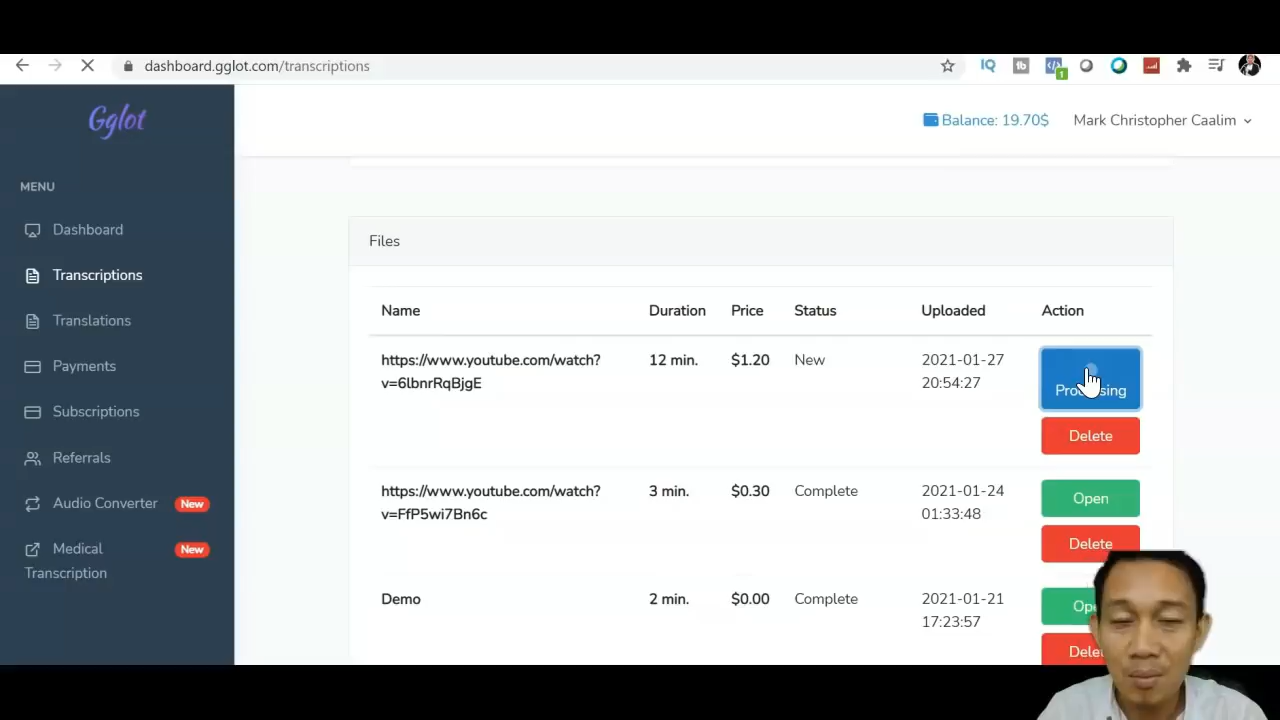 dashboard.gglot.com/transcriptions
IQ
tb
1
Gglot
Balance: 19.70$
Mark Christopher Caalim
MENU
Dashboard
Transcriptions
Translations
Payments
Subscriptions
Referrals
Audio Converter New
Medical New
Transcription
Files
Name Duration Price Status Uploaded Action
https://www.youtube.com/watch? 12 min. $1.20 New 2021-01-27
v=6lbnrRqBjgE 20:54:27
Delete
https://www.youtube.com/watch? 3 min. $0.30 Complete 2021-01-24 Open
v=FfP5wi7Bn6c 01:33:48
Delete
Demo 2 min. $0.00 Complete 2021-01-21
17:23:57